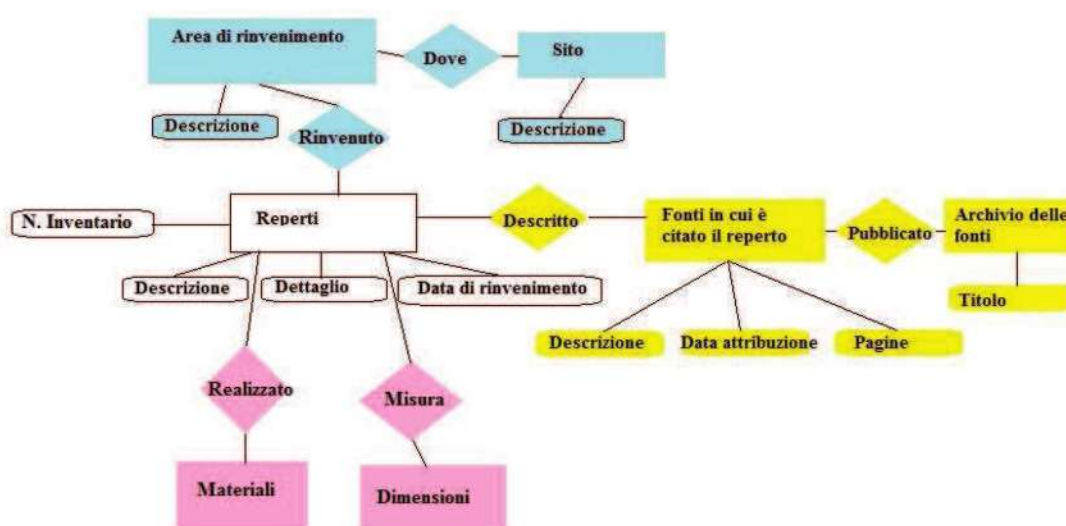 Area di rinvenimento
Dove
Sito
Descrizione
Descrizione
Rinvenuto
N. Inventario
Reperti
Descritto
Fonti in cui è
citato il reperto
Pubblicato
Archivio delle
fonti
Descrizione
Dettaglio
Data di rinvenimento
Titolo
Descrizione
Data attribuzione
Pagine
Realizzato
Misura
Materiali
Dimensioni